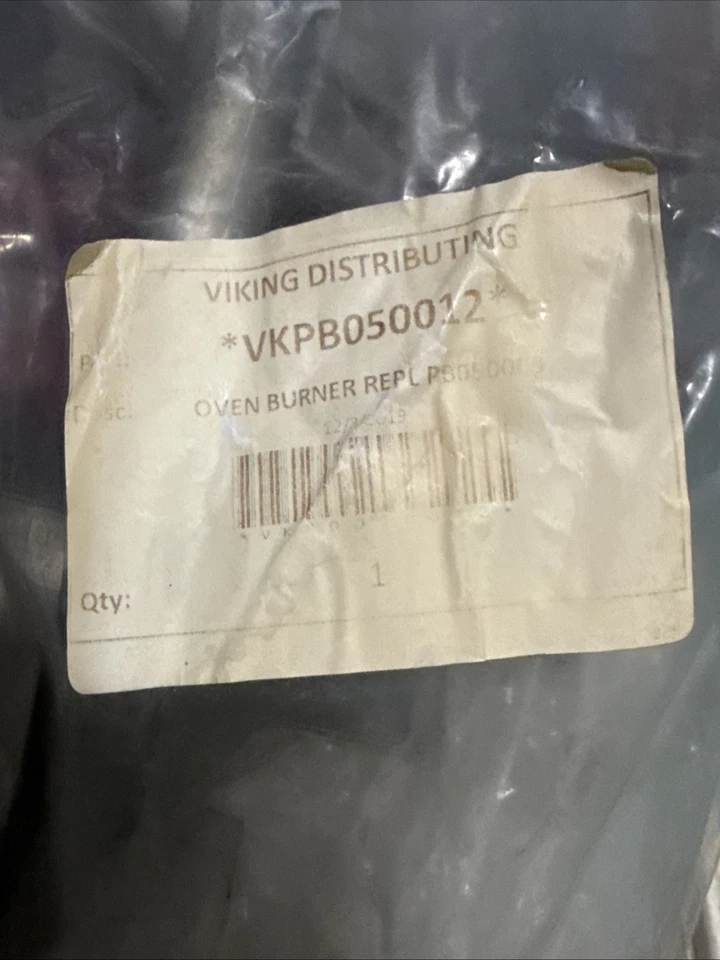 VIKING DISTRIBUTING
*VKPB050012*
OVEN BURNER REPL
1
Qty: